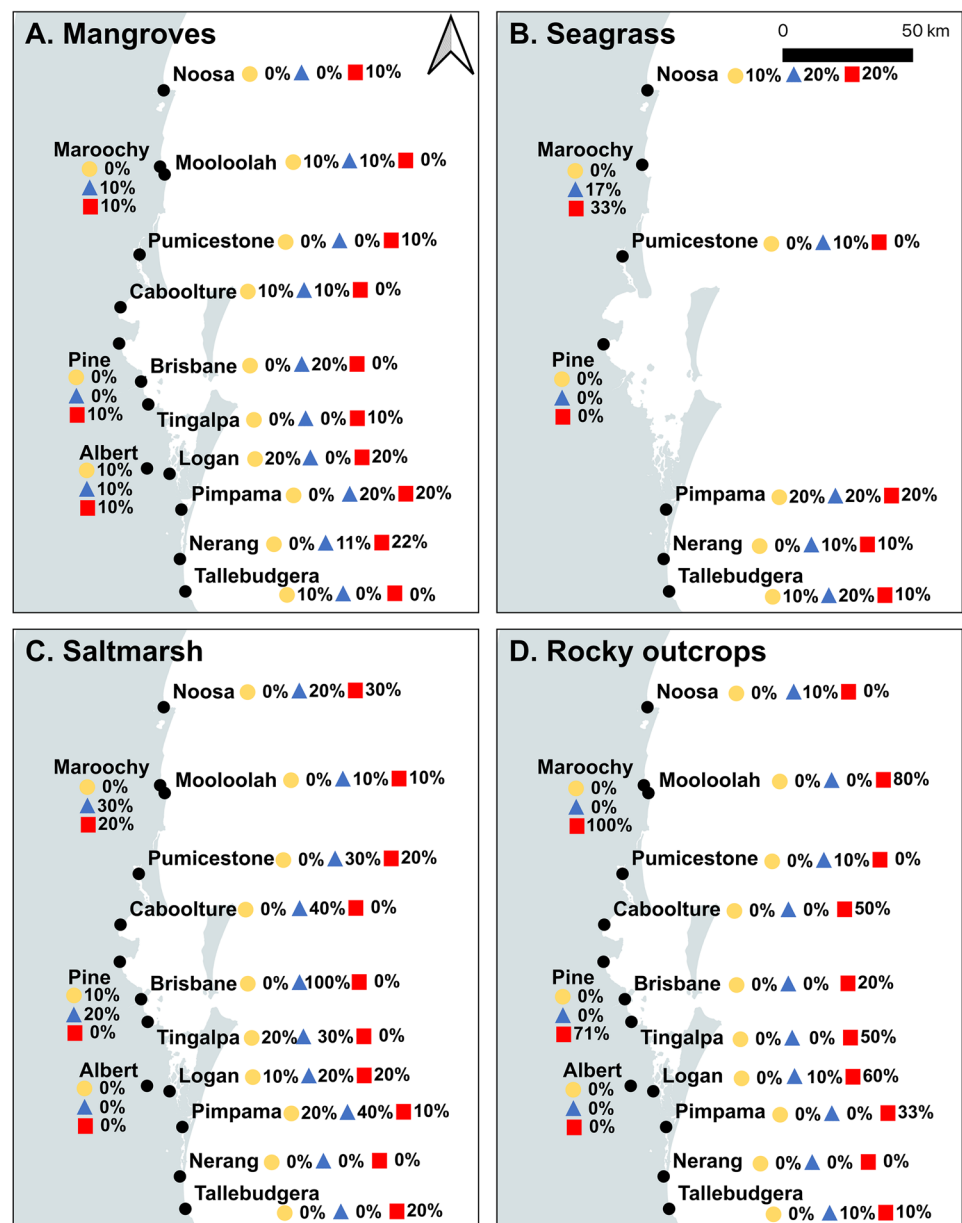 A. Mangroves
Noosa 0% 0% 10%
Maroochy
0%
10%
10%
Mooloolah 10% 10% 0%
Pumicestone 0% 0% 10%
Caboolture 10% 10% 0%
Pine
0%
0%
10%
Brisbane 0% 20% 0%
Tingalpa 0% 0% 10%
Albert
10%
10%
10%
Logan 20% 0% 20%
Pimpama 0% 20% 20%
Nerang 0% 11% 22%
Tallebudgera
10% 0% 0%
B. Seagrass
0 50 km
Noosa 10% 20% 20%
Maroochy
0%
17%
33%
Pumicestone 0% 10% 0%
Pine
0%
0%
0%
Pimpama 20% 20% 20%
Nerang 0% 10% 10%
Tallebudgera
10% 20% 10%
C. Saltmarsh
Noosa 0% 20% 30%
Maroochy
0%
30%
20%
Mooloolah 0% 10% 10%
Pumicestone 0% 30% 20%
Caboolture 0% 40% 0%
Pine
10%
20%
0%
Brisbane 0% 100% 0%
Tingalpa 20% 30% 0%
Albert
0%
0%
0%
Logan 10% 20% 20%
Pimpama 20% 40% 10%
Nerang 0% 0% 0%
Tallebudgera
0% 0% 20%
D. Rocky outcrops
Noosa 0% 10% 0%
Maroochy
0%
0%
100%
Mooloolah 0% 0% 80%
Pumicestone 0% 10% 0%
Caboolture 0% 0% 50%
Pine
0%
0%
71%
Brisbane 0% 0% 20%
Tingalpa 0% 0% 50%
Albert
0%
0%
0%
Logan 0% 10% 60%
Pimpama 0% 0% 33%
Nerang 0% 0% 0%
Tallebudgera
0% 10% 10%